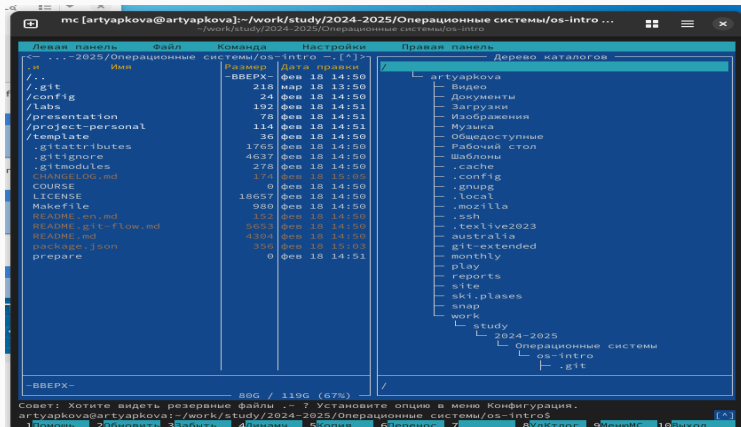 mc [artyapkova@artyapkova]:~/work/study/2024-2025/Операционные системы/os-intro ...
~/work/study/2024-2025/Операционные системы/os-intro
Левая панель Файл Команда Настройки Правая панель
<— ...-2025/Операционные системы/os-intro —.[^]>
.и Имя Размер Дата правки
/.. -ВВЕРХ- фев 18 14:50
/.git 218 мар 18 13:50
/config 24 фев 18 14:50
/labs 192 фев 18 14:51
/presentation 78 фев 18 14:51
/project-personal 114 фев 18 14:51
/template 36 фев 18 14:50
.gitattributes 1765 фев 18 14:50
.gitignore 4637 фев 18 14:50
.gitmodules 278 фев 18 14:50
CHANGELOG.md 174 фев 18 15:05
COURSE 0 фев 18 14:50
LICENSE 18657 фев 18 14:50
Makefile 980 фев 18 14:50
README.en.md 152 фев 18 14:50
README.git-flow.md 5653 фев 18 14:50
README.md 4304 фев 18 14:50
package.json 356 фев 18 15:03
prepare 0 фев 18 14:51
-ВВЕРХ-
80G / 119G (67%)
Дерево каталогов
/
artyapkova
Видео
Документы
Загрузки
Изображения
Музыка
Общедоступные
Рабочий стол
Шаблоны
.cache
.config
.gnupg
.local
.mozilla
.ssh
.texlive2023
australia
git-extended
monthly
play
reports
site
ski.plases
snap
work
study
2024-2025
Операционные системы
os-intro
.git
/
Совет: Хотите видеть резервные файлы .~ ? Установите опцию в меню Конфигурация.
artyapkova@artyapkova:~/work/study/2024-2025/Операционные системы/os-intro$ [^]
1Помощь 2Обновить 3Забыть 4Динамч 5Копия 6Перенос 7 8УдКтлог 9МенюМС 10Выход